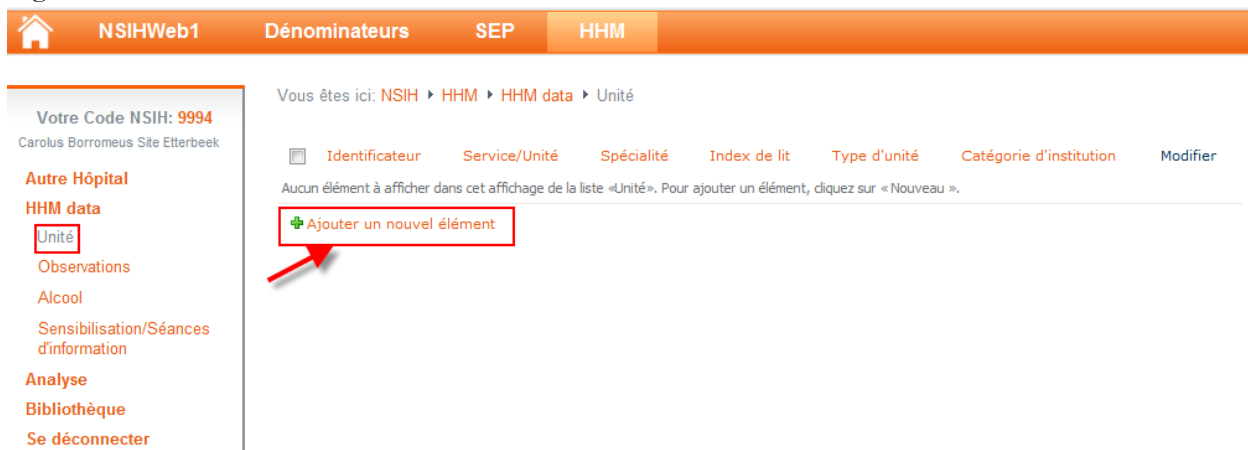 NSIHWeb1 Dénominateurs SEP HHM
Vous êtes ici: NSIH HHM HHM data Unité
Votre Code NSIH: 9994
Carolus Borromeus Site Etterbeek
Autre Hôpital
HHM data
Unité
Observations
Alcool
Sensibilisation/Séances
d'information
Analyse
Bibliothèque
Se déconnecter
Identificateur Service/Unité Spécialité Index de lit Type d'unité Catégorie d'institution Modifier
Aucun élément à afficher dans cet affichage de la liste «Unité». Pour ajouter un élément, cliquez sur « Nouveau ».
Ajouter un nouvel élément